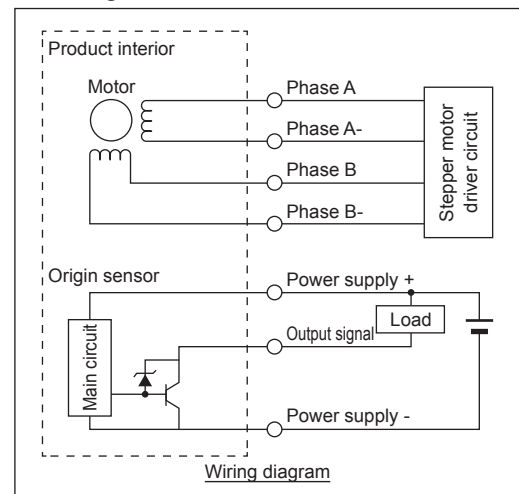 Product interior
Motor
Phase A
Phase A-
Phase B
Phase B-
Stepper motor
driver circuit
Origin sensor
Main circuit
Power supply +
Output signal
Load
Power supply -
Wiring diagram